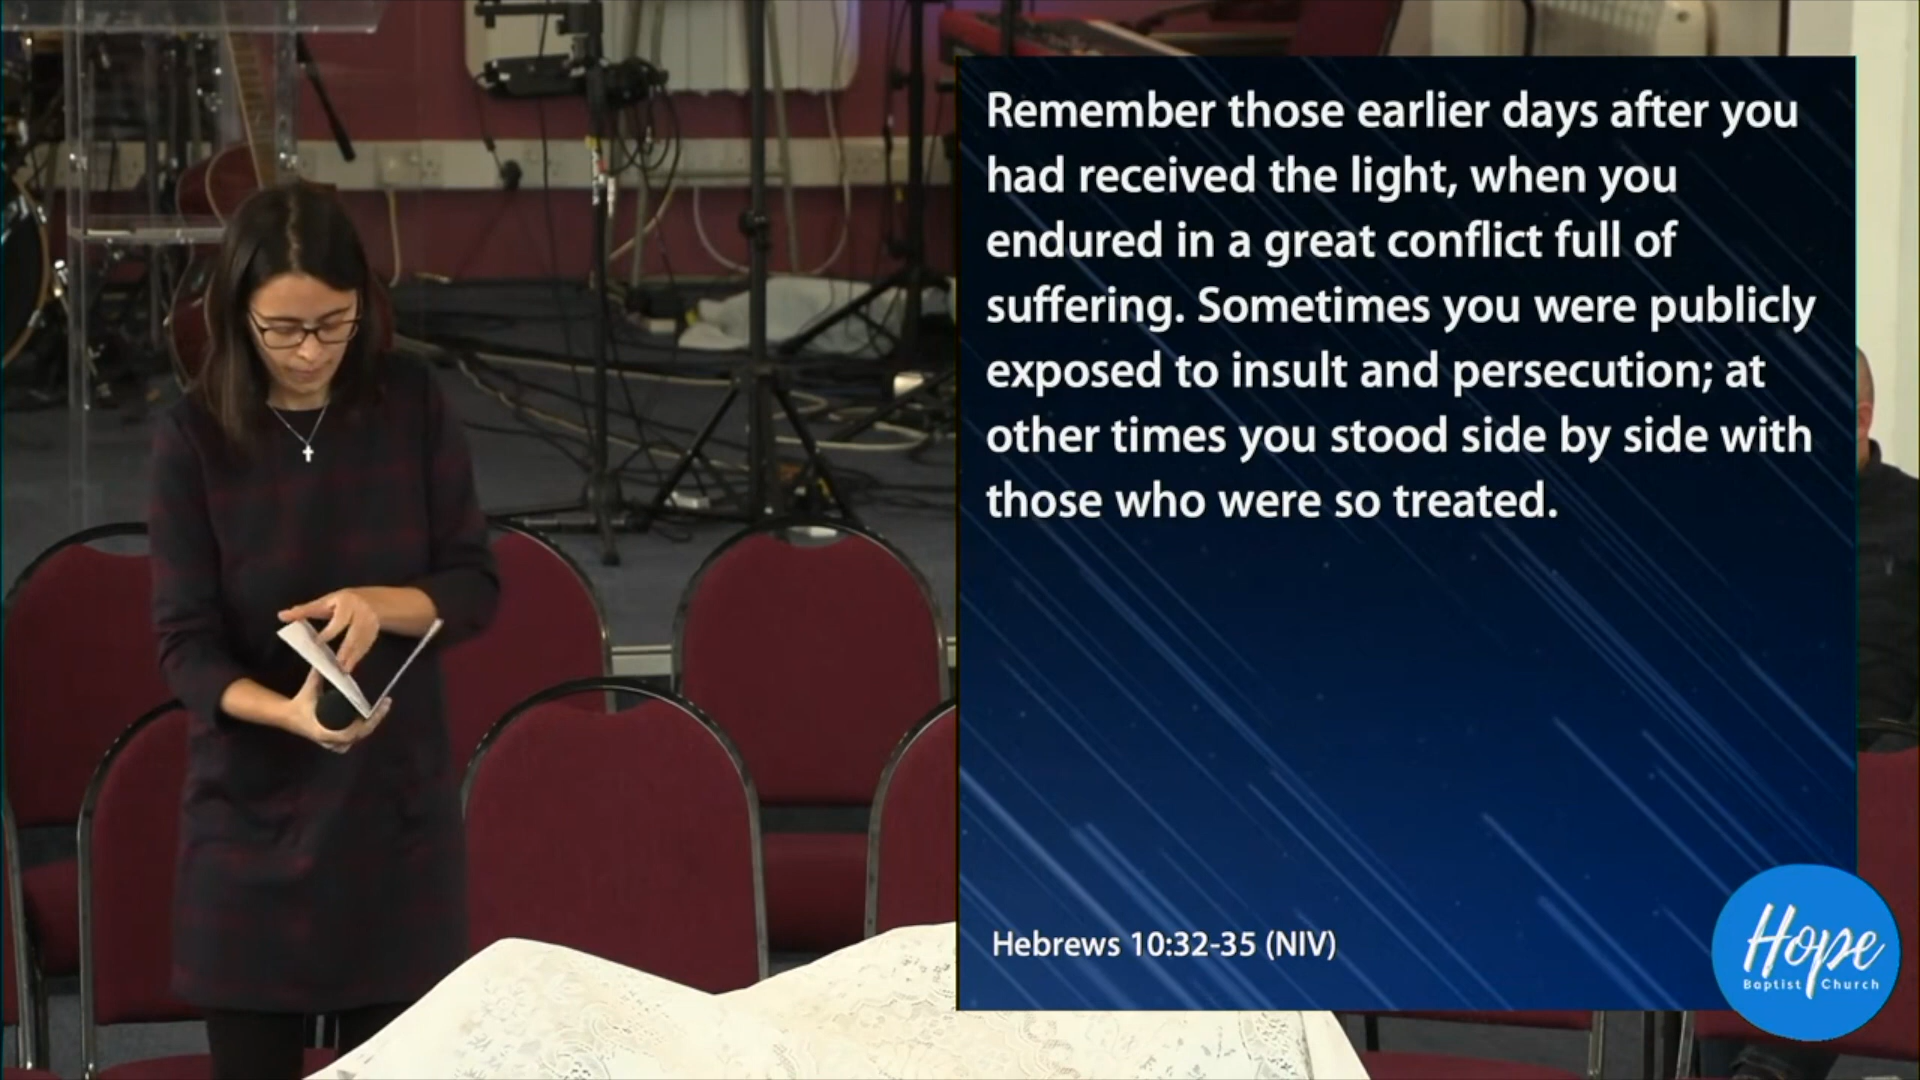 Remember those earlier days after you
had received the light, when you
endured in a great conflict full of
suffering. Sometimes you were publicly
exposed to insult and persecution; at
other times you stood side by side with
those who were so treated.
Hebrews 10:32-35 (NIV)
Hope
Baptist Church